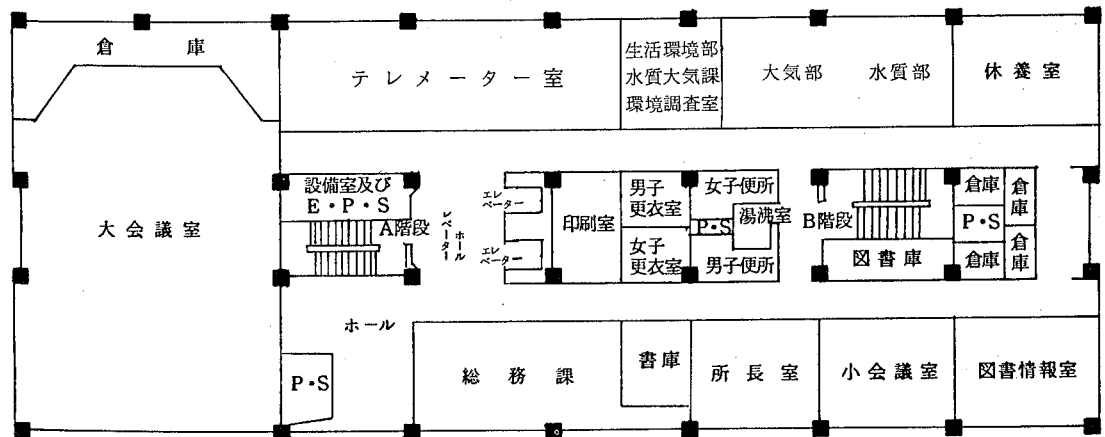 倉庫
テレメーター室
生活環境部
水質大気課
環境調査室
大気部
水質部
休養室
大会議室
設備室及び
E・P・S
A階段
エレベーターホール
エレベーター
エレベーター
印刷室
男子
更衣室
女子
更衣室
女子便所
P・S
湯沸室
男子便所
B階段
図書庫
倉庫
P・S
倉庫
倉庫
倉庫
ホール
P・S
総務課
書庫
所長室
小会議室
図書情報室